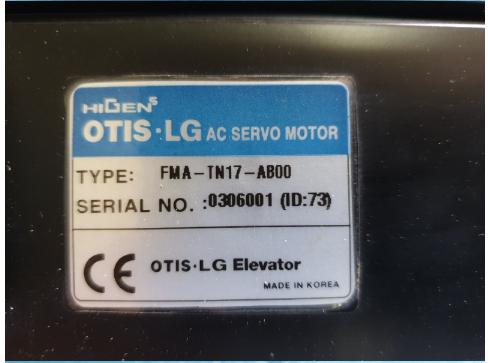 HIGEN
OTIS·LG AC SERVO MOTOR
TYPE: FMA-TN17-AB00
SERIAL NO. :0306001 (ID:73)
CE OTIS·LG Elevator
MADE IN KOREA